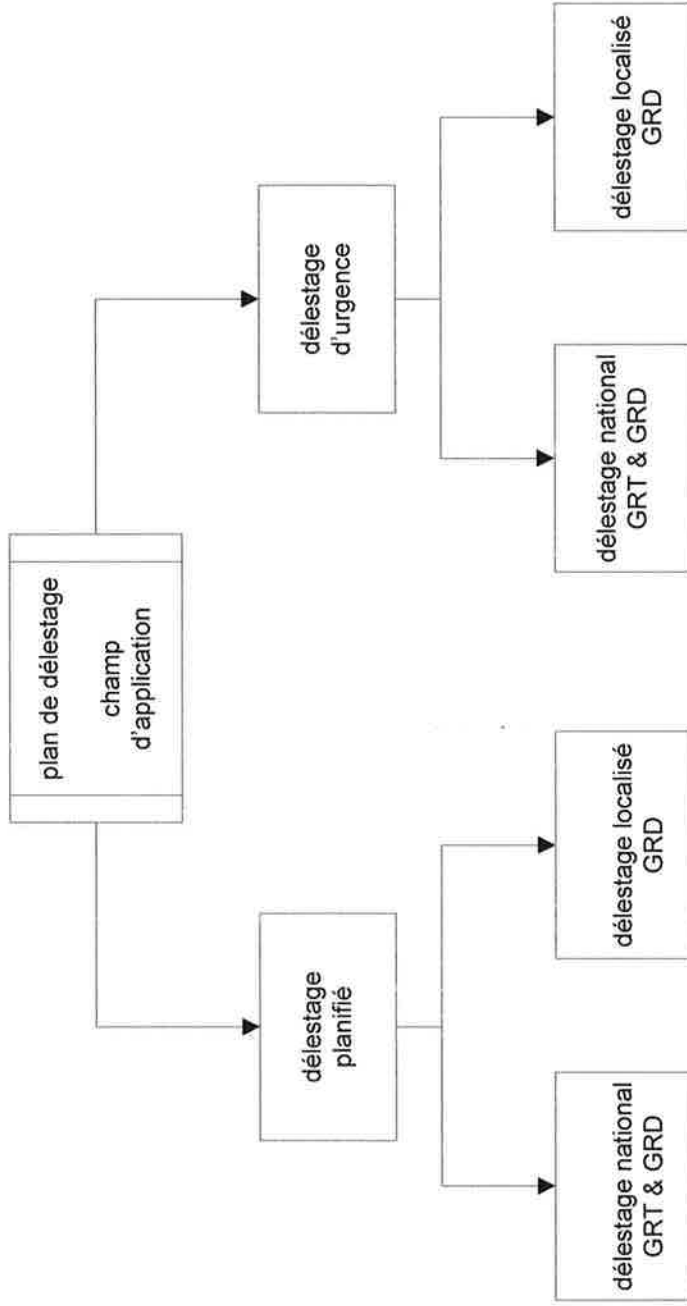 plan de délestage
champ
d'application
délestage
planifié
délestage
d'urgence
délestage national
GRT & GRD
délestage localisé
GRD
délestage national
GRT & GRD
délestage localisé
GRD